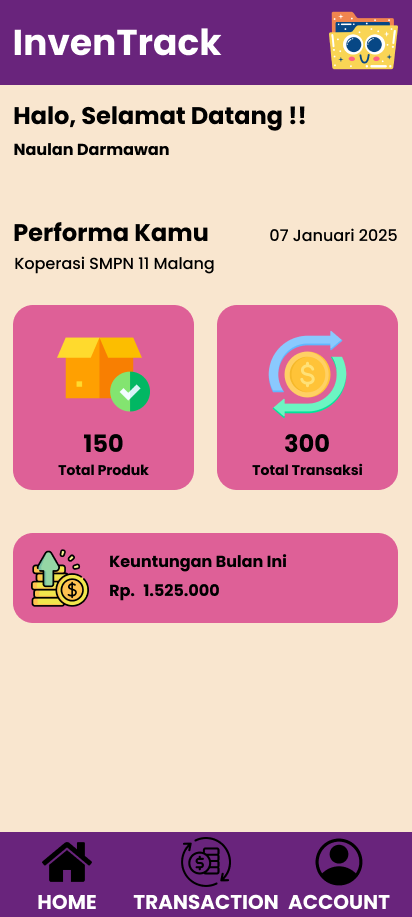 InvenTrack
Halo, Selamat Datang !!
Naulan Darmawan
Performa Kamu
07 Januari 2025
Koperasi SMPN 11 Malang
150
Total Produk
300
Total Transaksi
Keuntungan Bulan Ini
Rp. 1.525.000
HOME
TRANSACTION
ACCOUNT